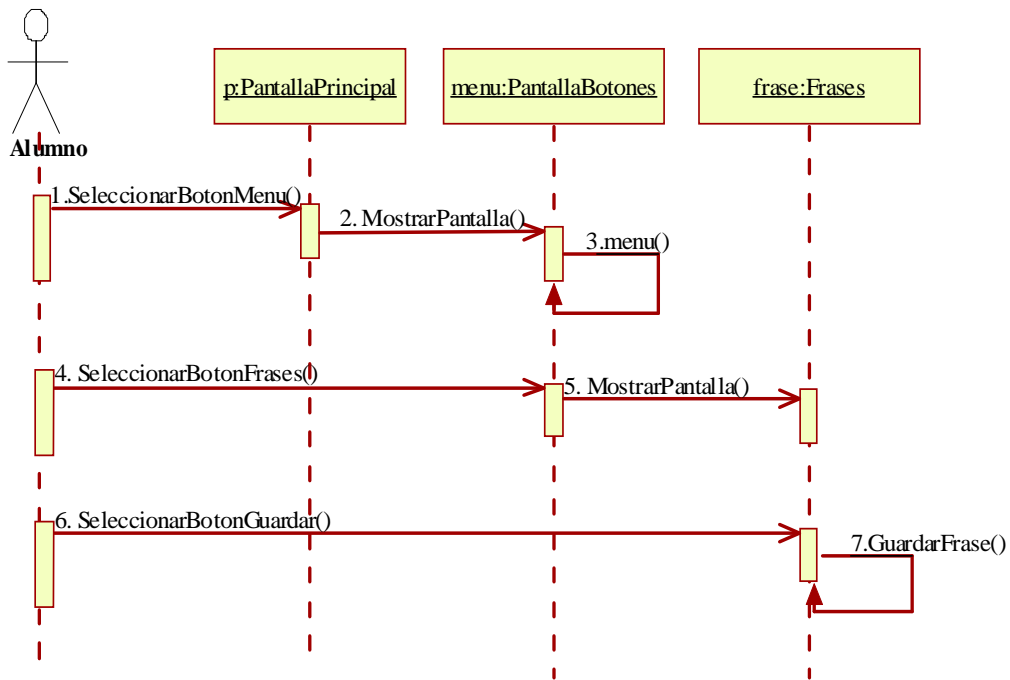 p:PantallaPrincipal
menu:PantallaBotones
frase:Frases
Alumno
1.SeleccionarBotonMenu()
2. MostrarPantalla()
3.menu()
4. SeleccionarBotonFrases()
5. MostrarPantalla()
6. SeleccionarBotonGuardar()
7.GuardarFrase()